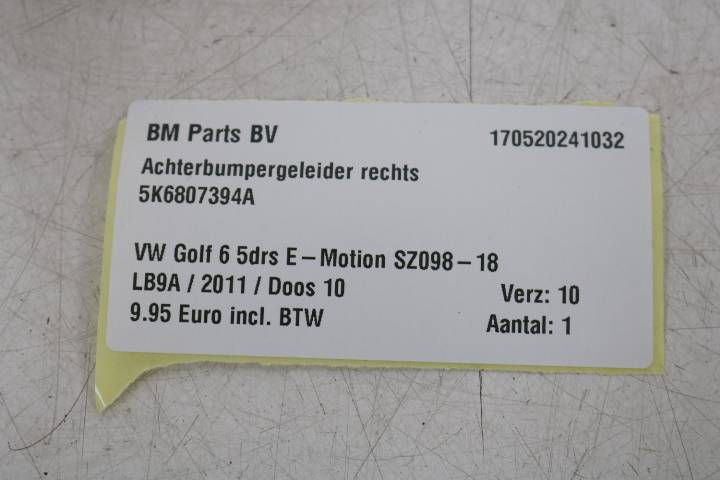 BM Parts BV 170520241032
Achterbumpergeleider rechts
5K6807394A
VW Golf 6 5drs E-Motion SZ098-18
LB9A / 2011 / Doos 10 Verz: 10
9.95 Euro incl. BTW Aantal: 1